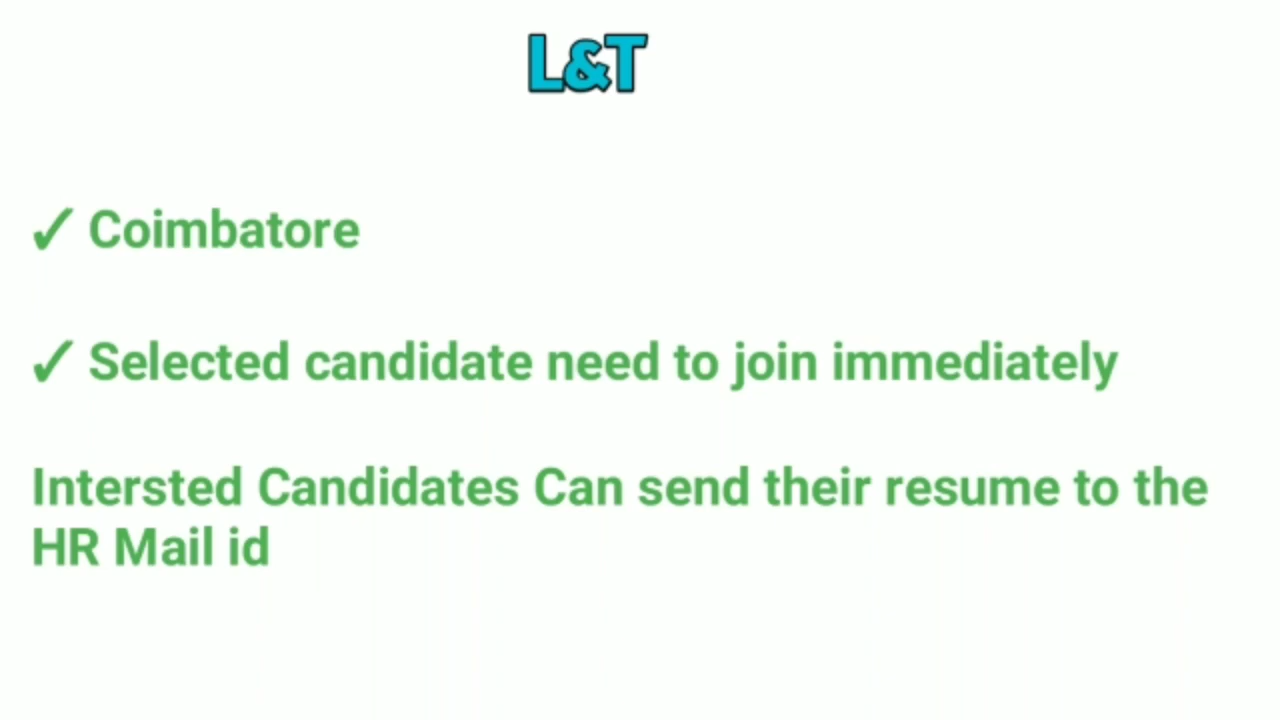 L&T
✓ Coimbatore
✓ Selected candidate need to join immediately
Intersted Candidates Can send their resume to the
HR Mail id